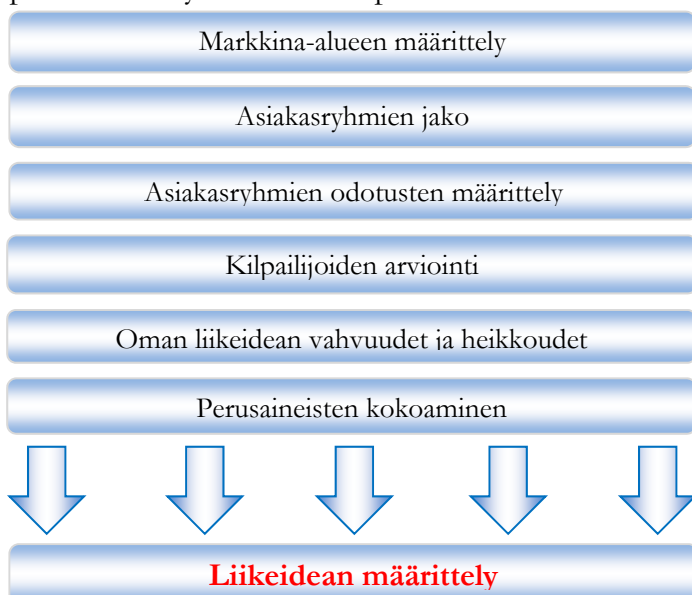 Markkina-alueen määrittely
Asiakasryhmien jako
Asiakasryhmien odotusten määrittely
Kilpailijoiden arviointi
Oman liikeidean vahvuudet ja heikkoudet
Perusaineisten kokoaminen
Liikeidean määrittely